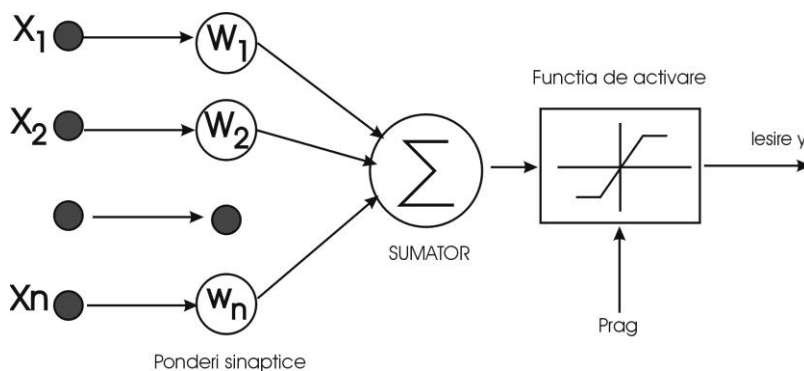 X1
W1
X2
W2
Xn
wn
Ponderi sinaptice
∑
SUMATOR
Functia de activare
Prag
Iesire y